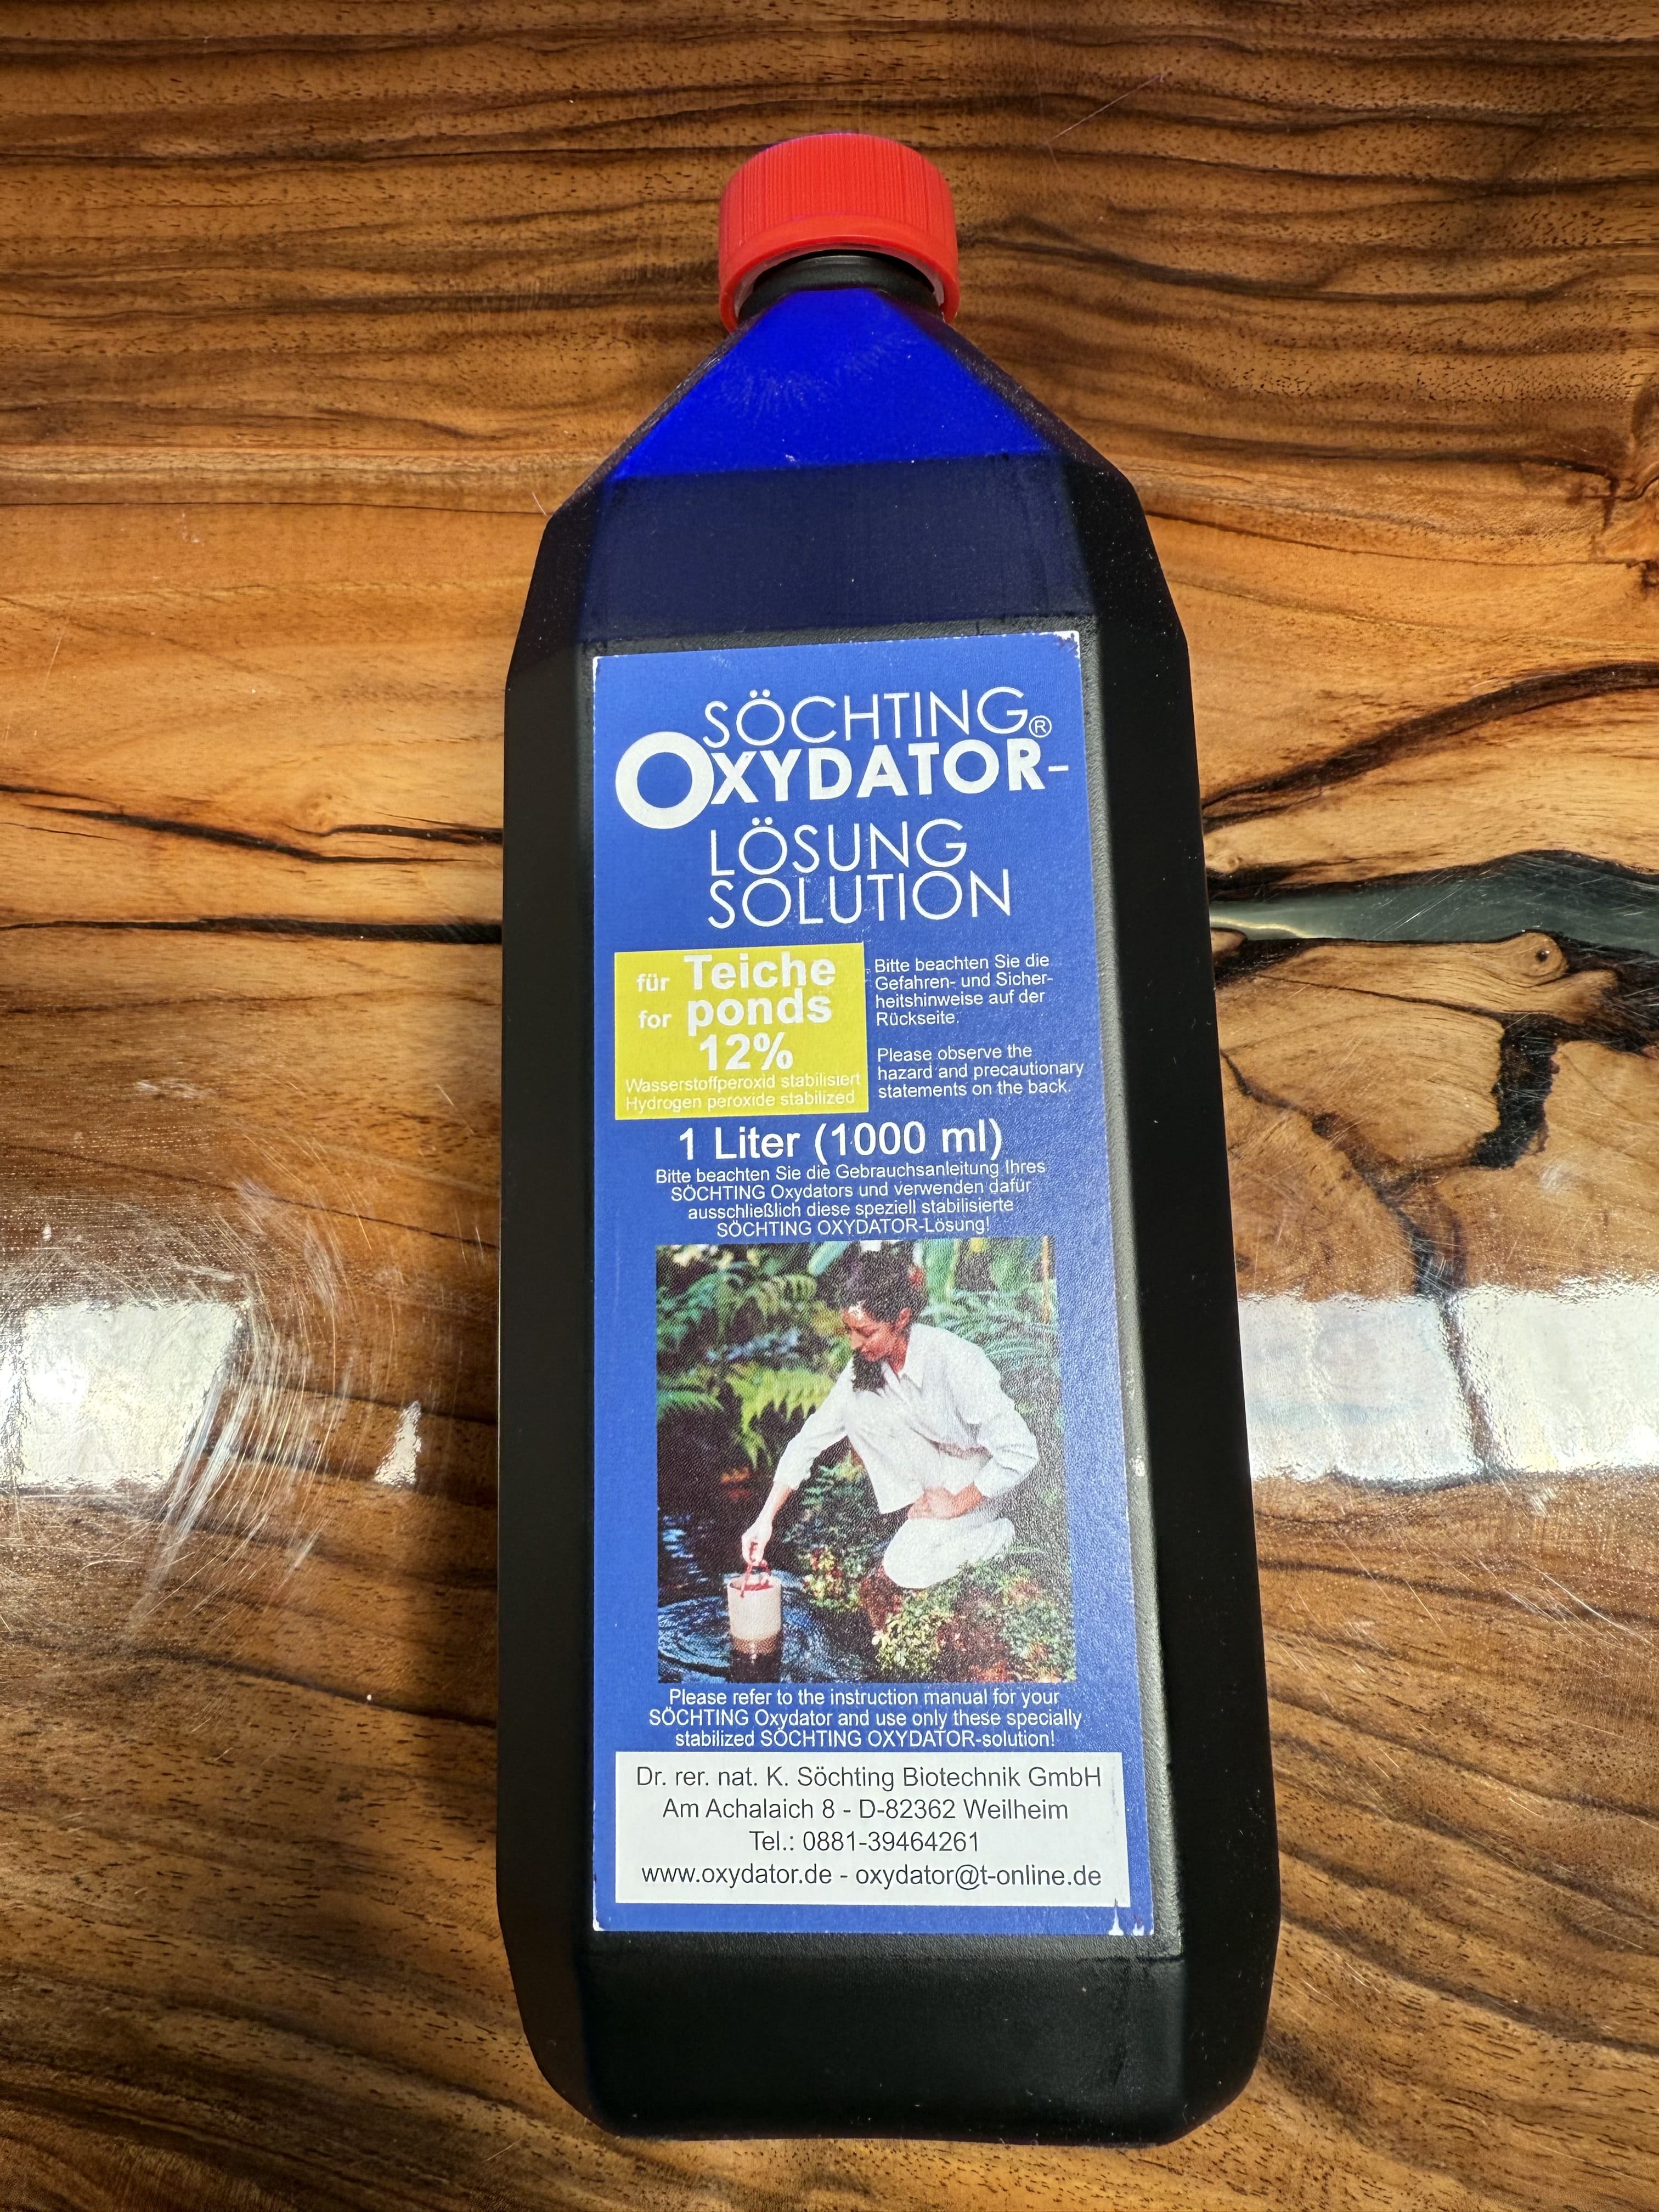 SÖCHTING®
OXYDATOR-
LÖSUNG
SOLUTION
für Teiche
for ponds
12%
Wasserstoffperoxid stabilisiert
Hydrogen peroxide stabilized
Bitte beachten Sie die
Gefahren- und Sicher-
heitshinweise auf der
Rückseite.
Please observe the
hazard and precautionary
statements on the back.
1 Liter (1000 ml)
Bitte beachten Sie die Gebrauchsanleitung Ihres
SÖCHTING Oxydators und verwenden dafür
ausschließlich diese speziell stabilisierte
SÖCHTING OXYDATOR-Lösung!
Please refer to the instruction manual for your
SÖCHTING Oxydator and use only these specially
stabilized SÖCHTING OXYDATOR-solution!
Dr. rer. nat. K. Söchting Biotechnik GmbH
Am Achalaich 8 - D-82362 Weilheim
Tel.: 0881-39464261
www.oxydator.de - oxydator@t-online.de